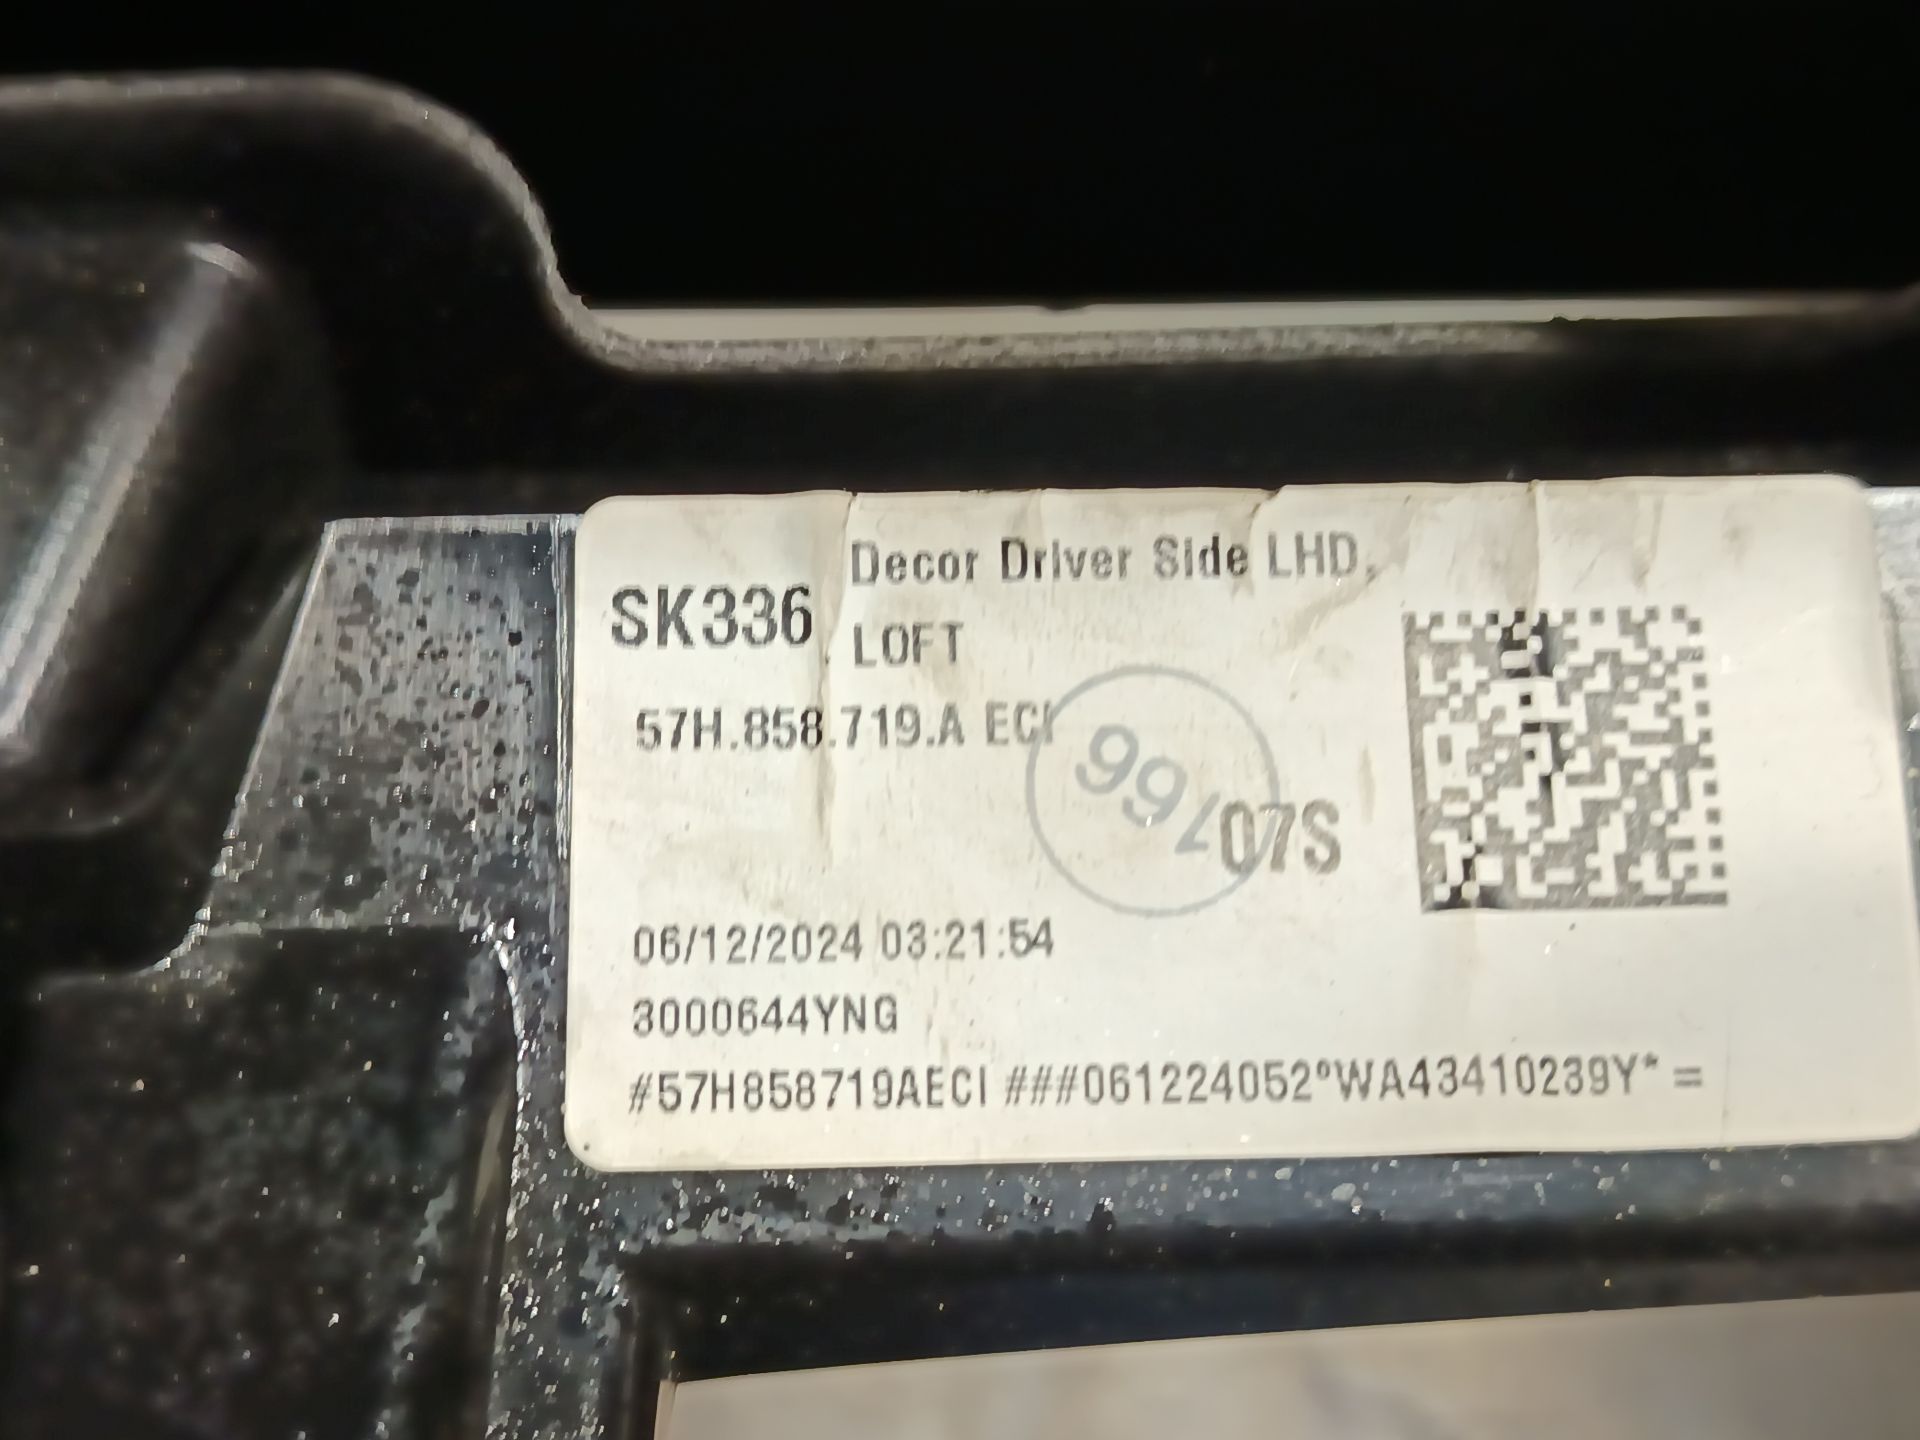 Decor Driver Side LHD,
SK336
LOFT
57H.858.719.A ECI
766
07S
06/12/2024 03:21:54
3000644YNG
#57H858719AECI ###061224052°WA43410239Y* =